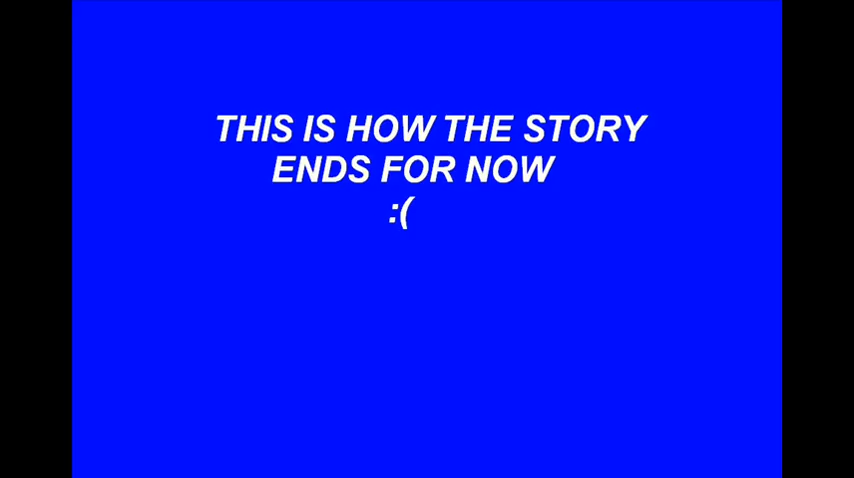 THIS IS HOW THE STORY
ENDS FOR NOW
:(